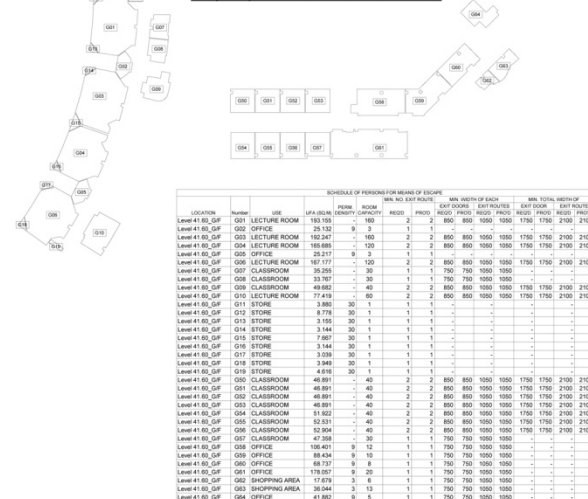 G64
G01
G07
G08
G02
G13
G14
G60
G63
G62
G09
G03
G50 G51 G52 G53
G58
G59
G15
G04
G54 G55 G56 G57 G61
G05
G06
G10
G18
G19
SCHEDULE OF PERSONS FOR MEANS OF ESCAPE
MIN. NO. EXIT ROUTE MIN. WIDTH OF EACH MIN. TOTAL WIDTH OF
PERM. ROOM EXIT DOORS EXIT ROUTES EXIT DOOR EXIT ROUTE
LOCATION Number USE UFA (SQ.M) DENSITY CAPACITY REQ'D PRO'D REQ'D PRO'D REQ'D PRO'D REQ'D PRO'D REQ'D
Level 41.60_G/F G01 LECTURE ROOM 193.155 - 160 2 2 850 850 1050 1050 1750 1750 2100 210
Level 41.60_G/F G02 OFFICE 25.132 9 3 1 1 - - - -
Level 41.60_G/F G03 LECTURE ROOM 192.247 - 160 2 2 850 850 1050 1050 1750 1750 2100 210
Level 41.60_G/F G04 LECTURE ROOM 165.685 - 120 2 2 850 850 1050 1050 1750 1750 2100 210
Level 41.60_G/F G05 OFFICE 25.217 9 3 1 1 - - - -
Level 41.60_G/F G06 LECTURE ROOM 167.177 - 120 2 2 850 850 1050 1050 1750 1750 2100 210
Level 41.60_G/F G07 CLASSROOM 35.255 - 30 1 1 750 750 1050 1050 - -
Level 41.60_G/F G08 CLASSROOM 33.767 - 30 1 1 750 750 1050 1050 - -
Level 41.60_G/F G09 CLASSROOM 49.682 - 40 2 2 850 850 1050 1050 1750 1750 2100 210
Level 41.60_G/F G10 LECTURE ROOM 77.419 - 60 2 2 850 850 1050 1050 1750 1750 2100 210
Level 41.60_G/F G11 STORE 3.880 30 1 1 1 - - - -
Level 41.60_G/F G12 STORE 8.778 30 1 1 1 - - - -
Level 41.60_G/F G13 STORE 3.155 30 1 1 1 - - - -
Level 41.60_G/F G14 STORE 3.144 30 1 1 1 - - - -
Level 41.60_G/F G15 STORE 7.667 30 1 1 1 - - - -
Level 41.60_G/F G16 STORE 3.144 30 1 1 1 - - - -
Level 41.60_G/F G17 STORE 3.039 30 1 1 1 - - - -
Level 41.60_G/F G18 STORE 3.949 30 1 1 1 - - - -
Level 41.60_G/F G19 STORE 4.616 30 1 1 1 - - - -
Level 41.60_G/F G50 CLASSROOM 46.891 - 40 2 2 850 850 1050 1050 1750 1750 2100 210
Level 41.60_G/F G51 CLASSROOM 46.891 - 40 2 2 850 850 1050 1050 1750 1750 2100 210
Level 41.60_G/F G52 CLASSROOM 46.891 - 40 2 2 850 850 1050 1050 1750 1750 2100 210
Level 41.60_G/F G53 CLASSROOM 46.891 - 40 2 2 850 850 1050 1050 1750 1750 2100 210
Level 41.60_G/F G54 CLASSROOM 51.922 - 40 2 2 850 850 1050 1050 1750 1750 2100 210
Level 41.60_G/F G55 CLASSROOM 52.531 - 40 2 2 850 850 1050 1050 1750 1750 2100 210
Level 41.60_G/F G56 CLASSROOM 52.904 - 40 2 2 850 850 1050 1050 1750 1750 2100 210
Level 41.60_G/F G57 CLASSROOM 47.358 - 30 1 1 750 750 1050 1050 - -
Level 41.60_G/F G58 OFFICE 106.401 9 12 1 1 750 750 1050 1050 - -
Level 41.60_G/F G59 OFFICE 88.434 9 10 1 1 750 750 1050 1050 - -
Level 41.60_G/F G60 OFFICE 68.737 9 8 1 1 750 750 1050 1050 - -
Level 41.60_G/F G61 OFFICE 178.057 9 20 1 1 750 750 1050 1050 - -
Level 41.60_G/F G62 SHOPPING AREA 17.679 3 6 1 1 750 750 1050 1050 - -
Level 41.60_G/F G63 SHOPPING AREA 36.044 3 13 1 1 750 750 1050 1050 - -
Level 41.60_G/F G64 OFFICE 41.882 9 5 1 1 750 750 1050 1050 - -